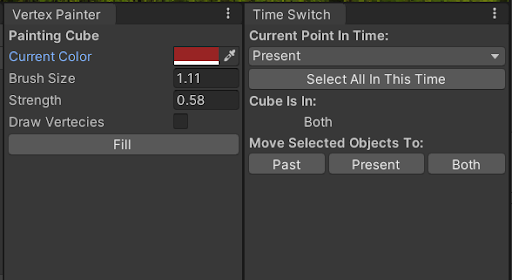 Vertex Painter
Painting Cube
Current Color
Brush Size 1.11
Strength 0.58
Draw Vertecies
Fill
Time Switch
Current Point In Time:
Present
Select All In This Time
Cube Is In:
Both
Move Selected Objects To:
Past Present Both